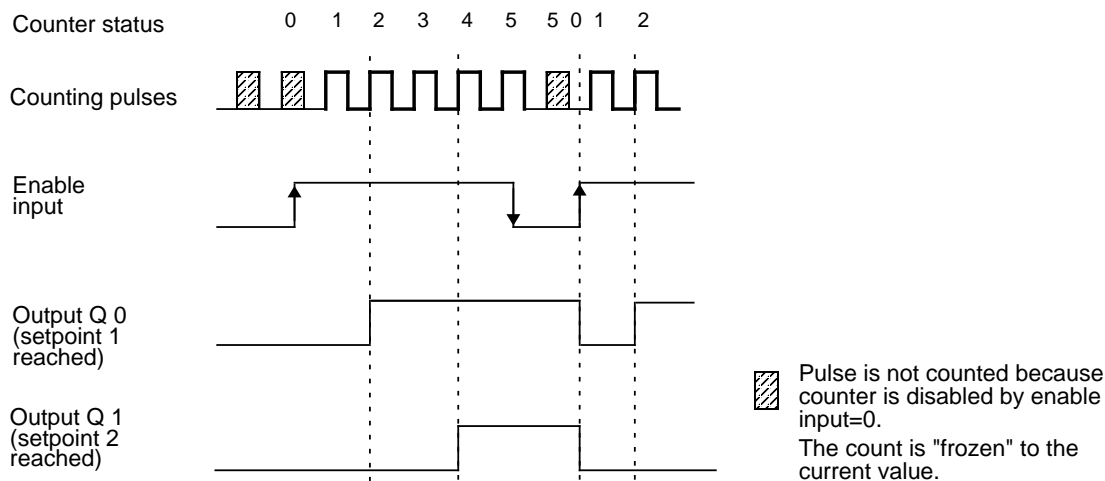 Counter status 0 1 2 3 4 5 5 0 1 2
Counting pulses
Enable
input
Output Q 0
(setpoint 1
reached)
Output Q 1
(setpoint 2
reached)
Pulse is not counted because
counter is disabled by enable
input=0.
The count is "frozen" to the
current value.